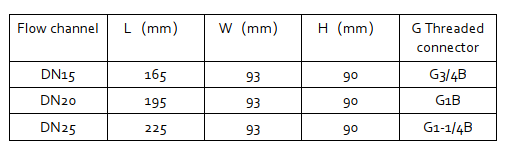 Flow channel L (mm) W (mm) H (mm) G Threaded connector
DN15 165 93 90 G3/4B
DN20 195 93 90 G1B
DN25 225 93 90 G1-1/4B